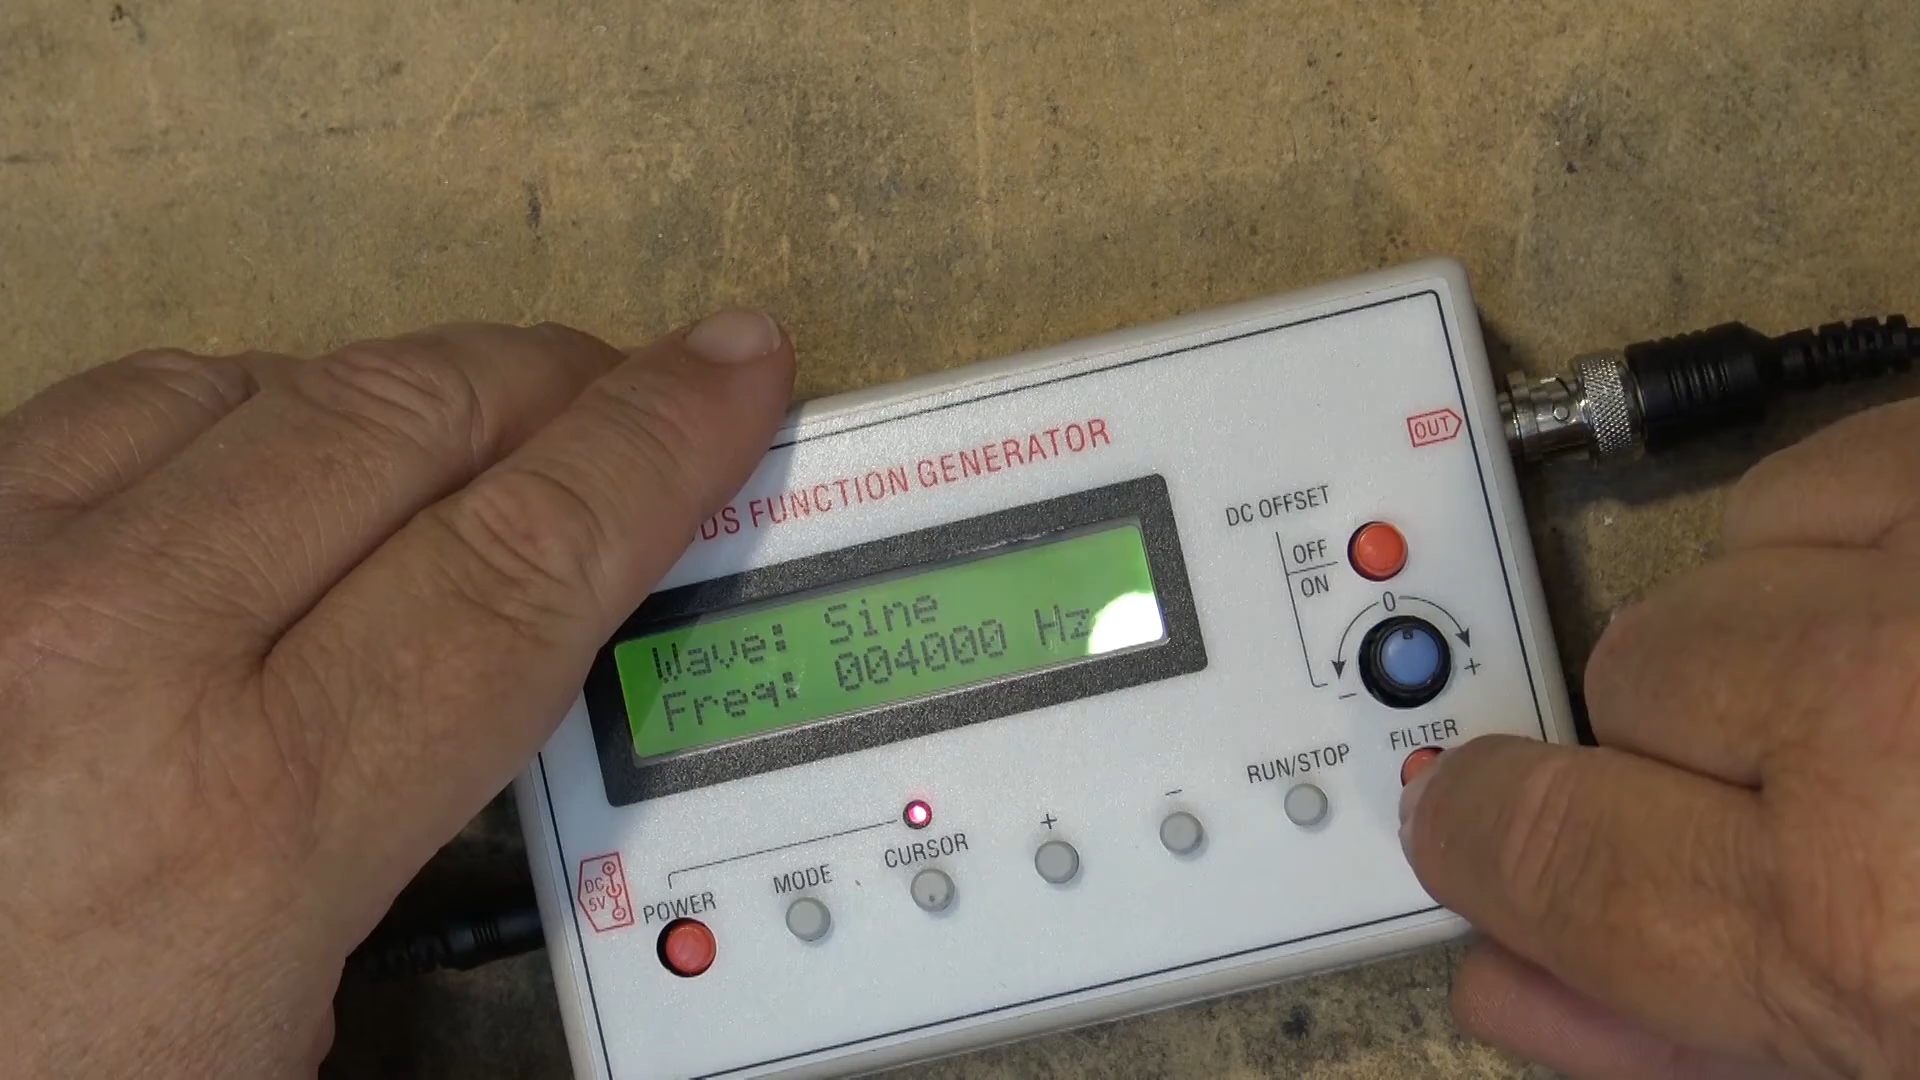 DDS FUNCTION GENERATOR
OUT
Wave: Sine
Freq: 004000 Hz
DC OFFSET
OFF
ON
0
- +
FILTER
RUN/STOP
-
+
CURSOR
MODE
POWER
DC
5V